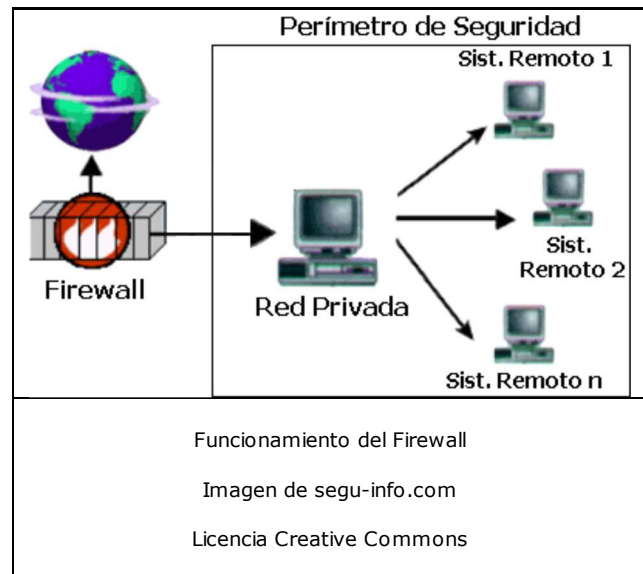 Perímetro de Seguridad
Sist. Remoto 1
Sist.
Remoto 2
Firewall
Red Privada
Sist. Remoto n
Funcionamiento del Firewall
Imagen de segu-info.com
Licencia Creative Commons